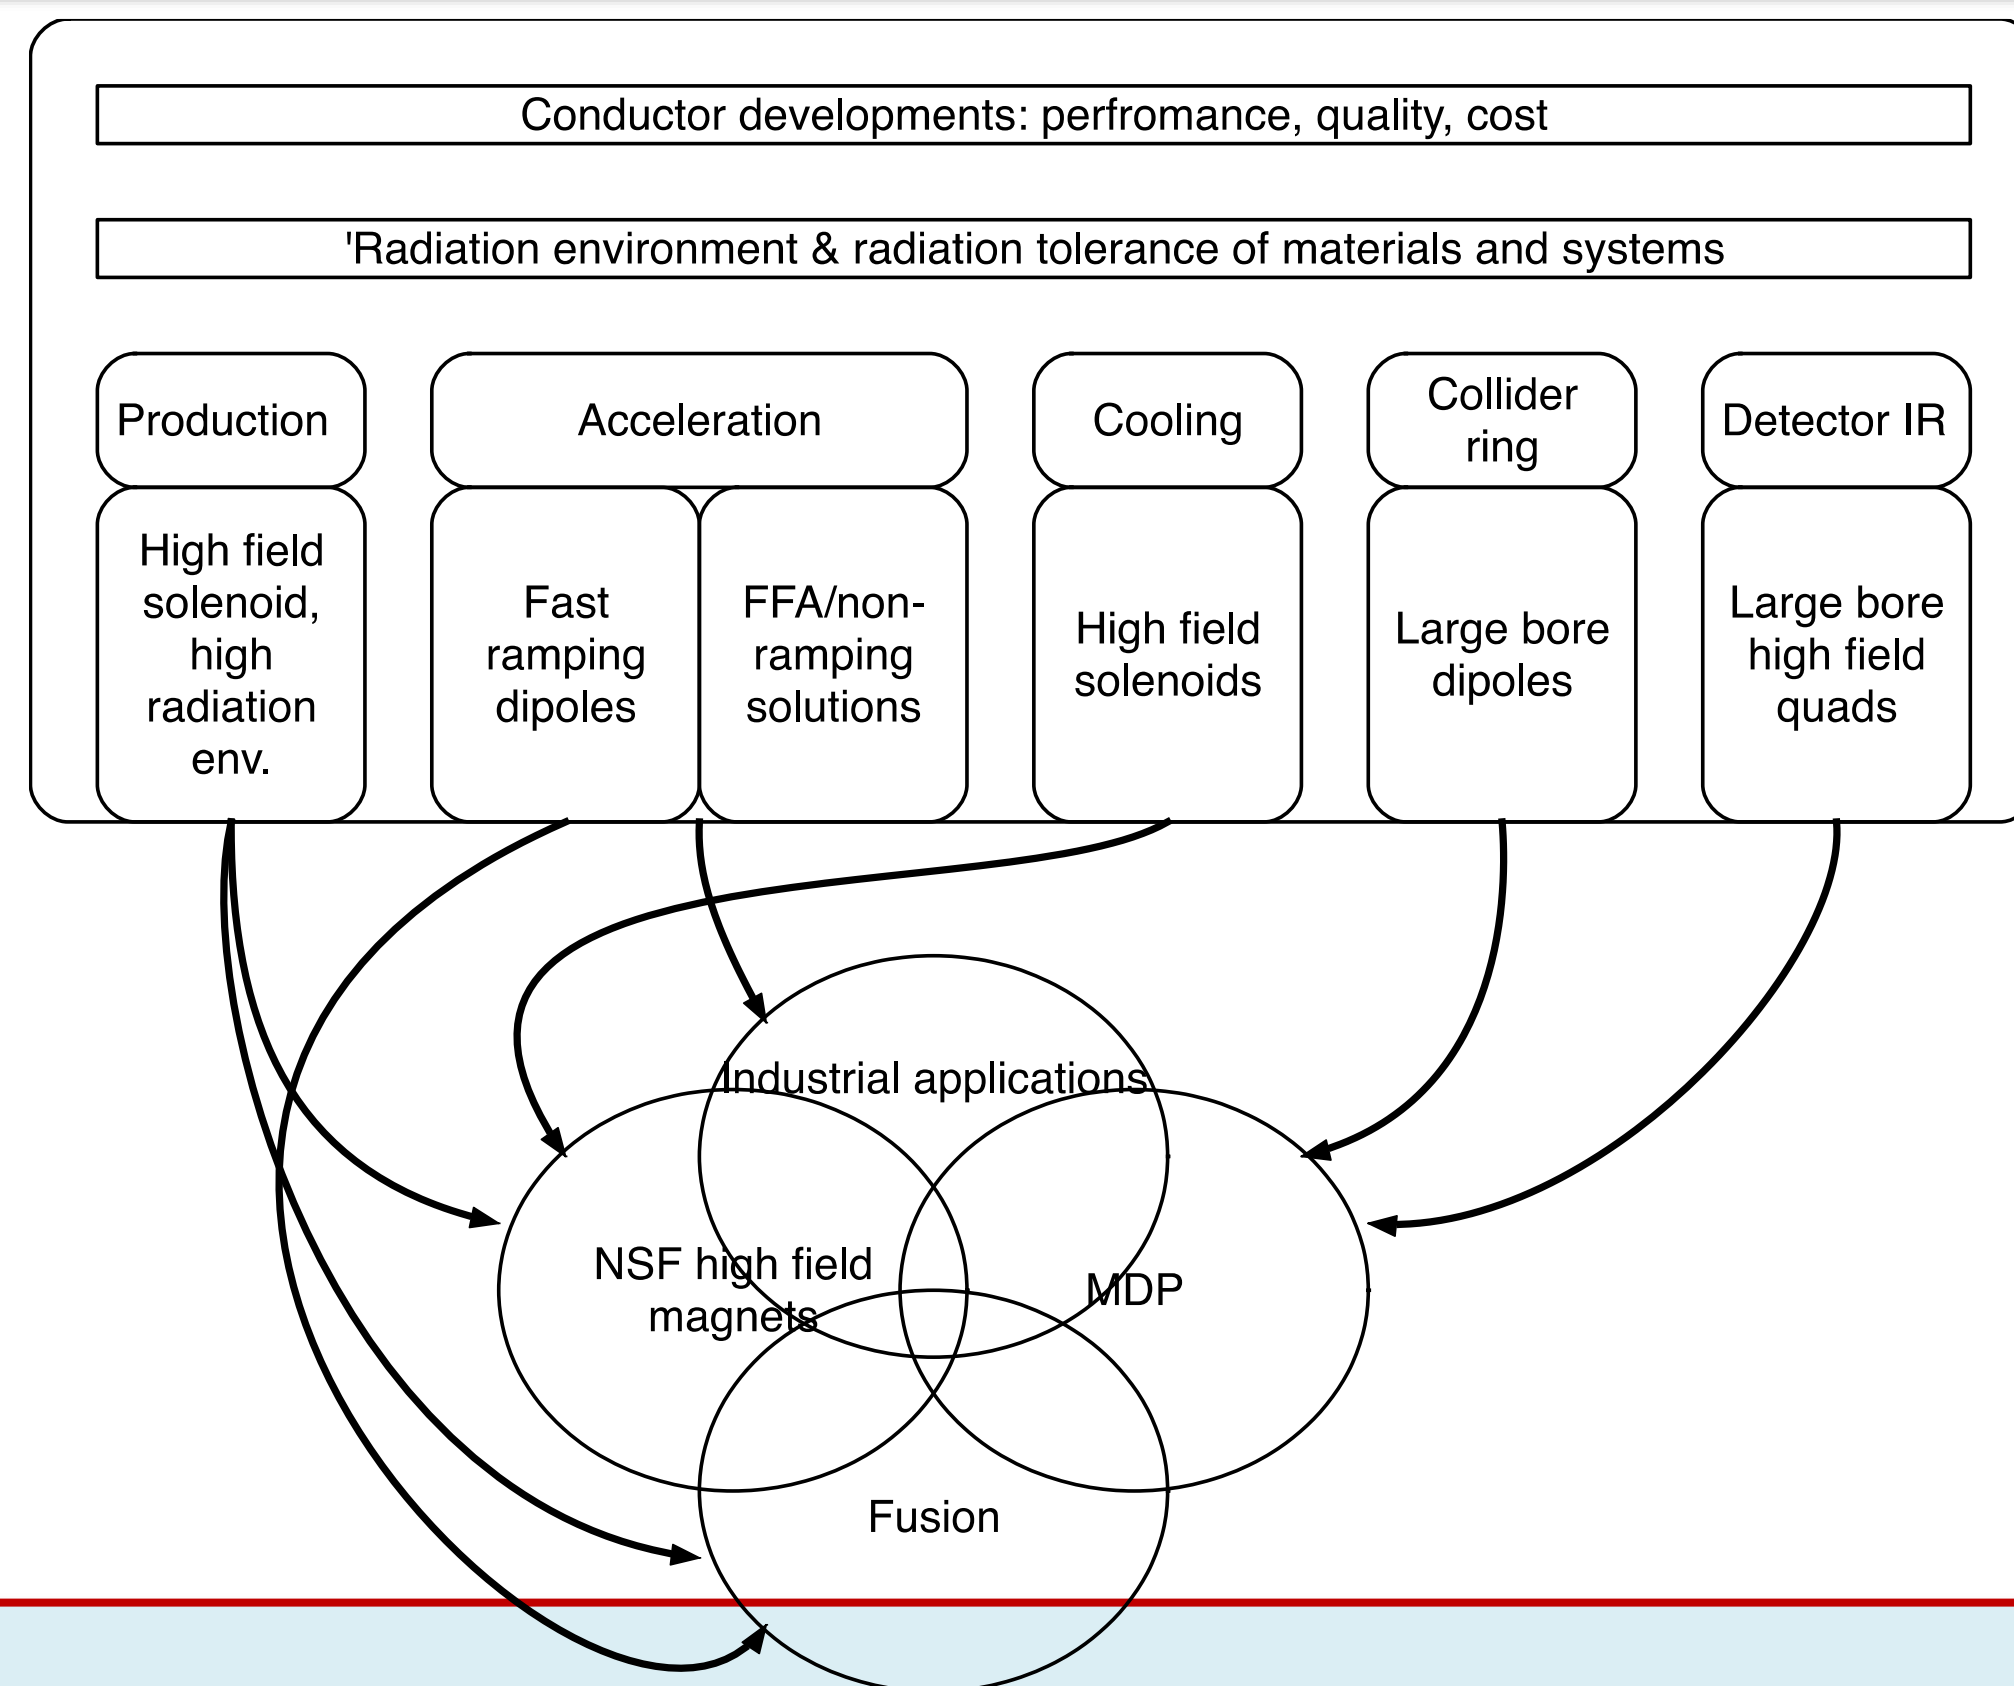 Conductor developments: perfromance, quality, cost
'Radiation environment & radiation tolerance of materials and systems
Production
Acceleration
Cooling
Collider
ring
Detector IR
High field
solenoid,
high
radiation
env.
Fast
ramping
dipoles
FFA/non-
ramping
solutions
High field
solenoids
Large bore
dipoles
Large bore
high field
quads
Industrial applications
NSF high field
magnets
MDP
Fusion